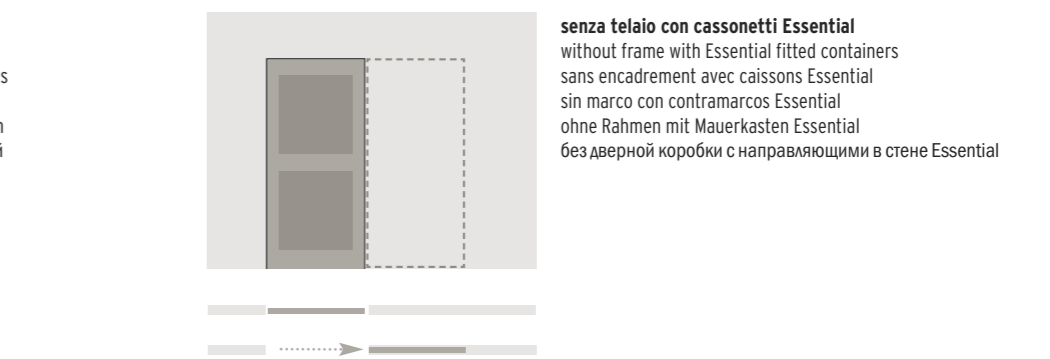 senza telaio con cassonetti Essential
without frame with Essential fitted containers
sans encadrement avec caissons Essential
sin marco con contramarcos Essential
ohne Rahmen mit Mauerkasten Essential
без дверной коробки с направляющими в стене Essential